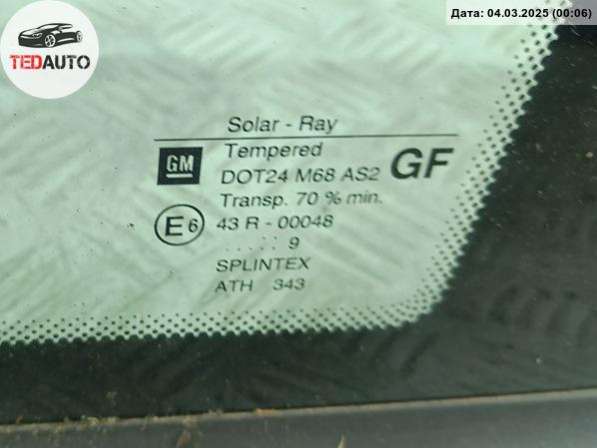 Дата: 04.03.2025 (00:06)
TEDAUTO
Solar - Ray
GM
Tempered
DOT24 M68 AS2
GF
Transp. 70 % min.
E6
43 R - 00048
..... 9
SPLINTEX
ATH 343